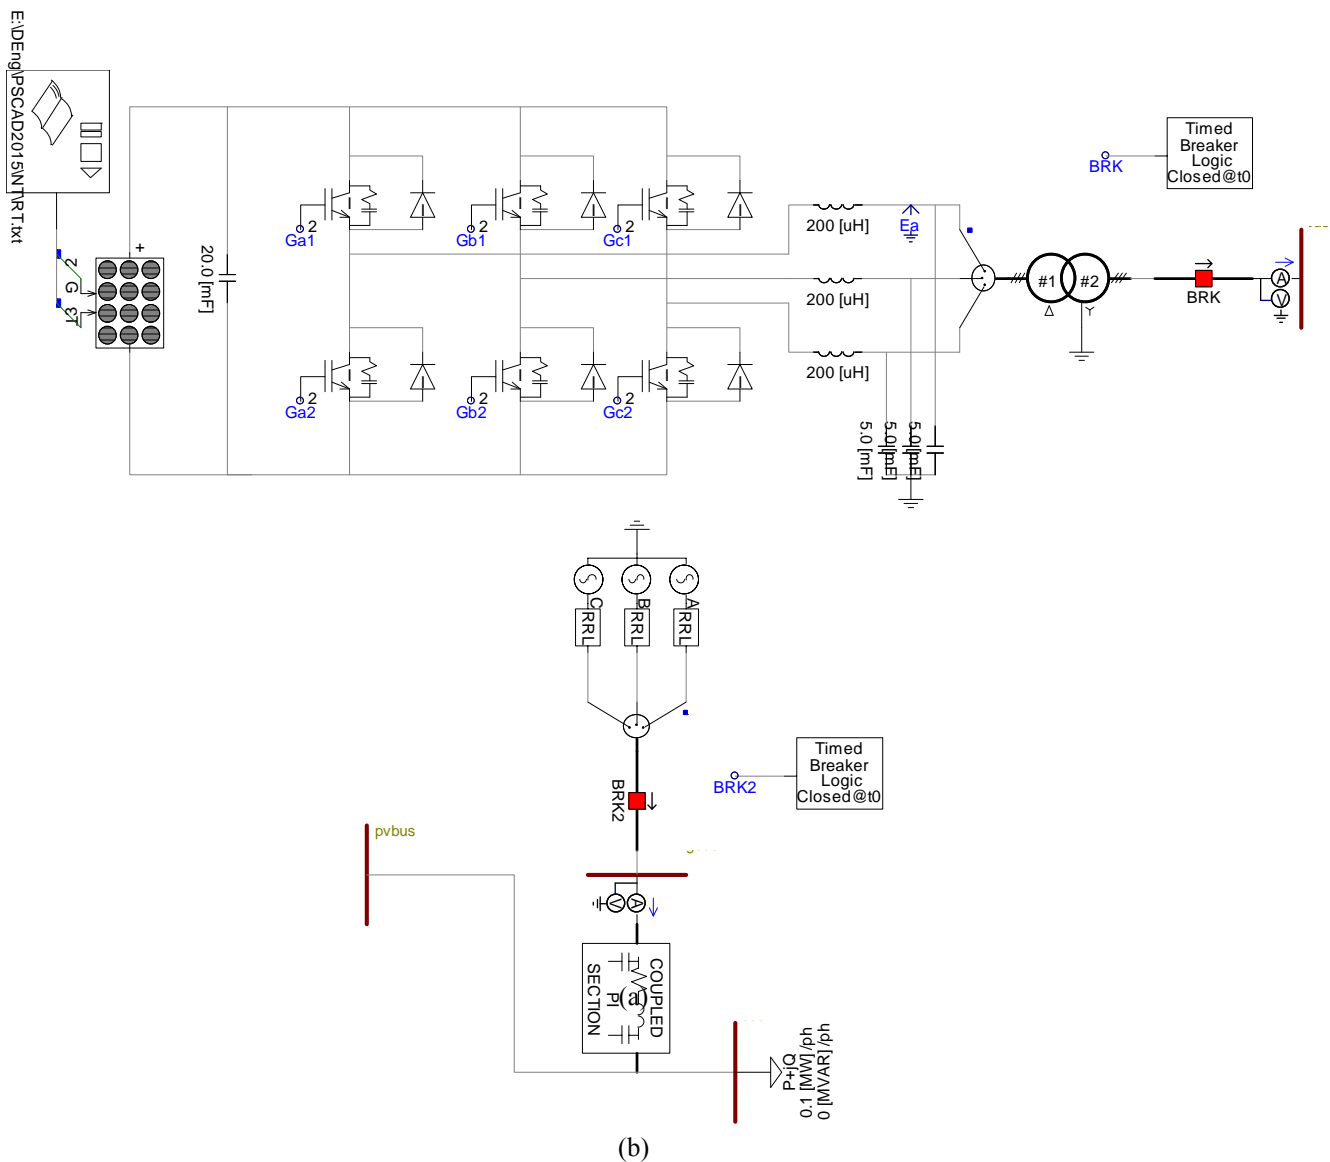 E:\DEng\PSCAD2015\NT\RT.txt
2
G
T3
+
20.0 [mF]
2
Ga1
2
Gb1
2
Gc1
2
Ga2
2
Gb2
2
Gc2
200 [uH]
Ea
200 [uH]
200 [uH]
5.0 [mF]
5.0 [mF]
5.0 [mF]
#1
#2
Δ
Y
BRK
Timed
Breaker
Logic
Closed@t0
BRK
A
V
C
B
A
RRL
RRL
RRL
BRK2
BRK2
Timed
Breaker
Logic
Closed@t0
pvbus
V
A
COUPLED
PI
SECTION
(a)
P+jQ
0.1 [MW] /ph
0 [MVAR] /ph
(b)